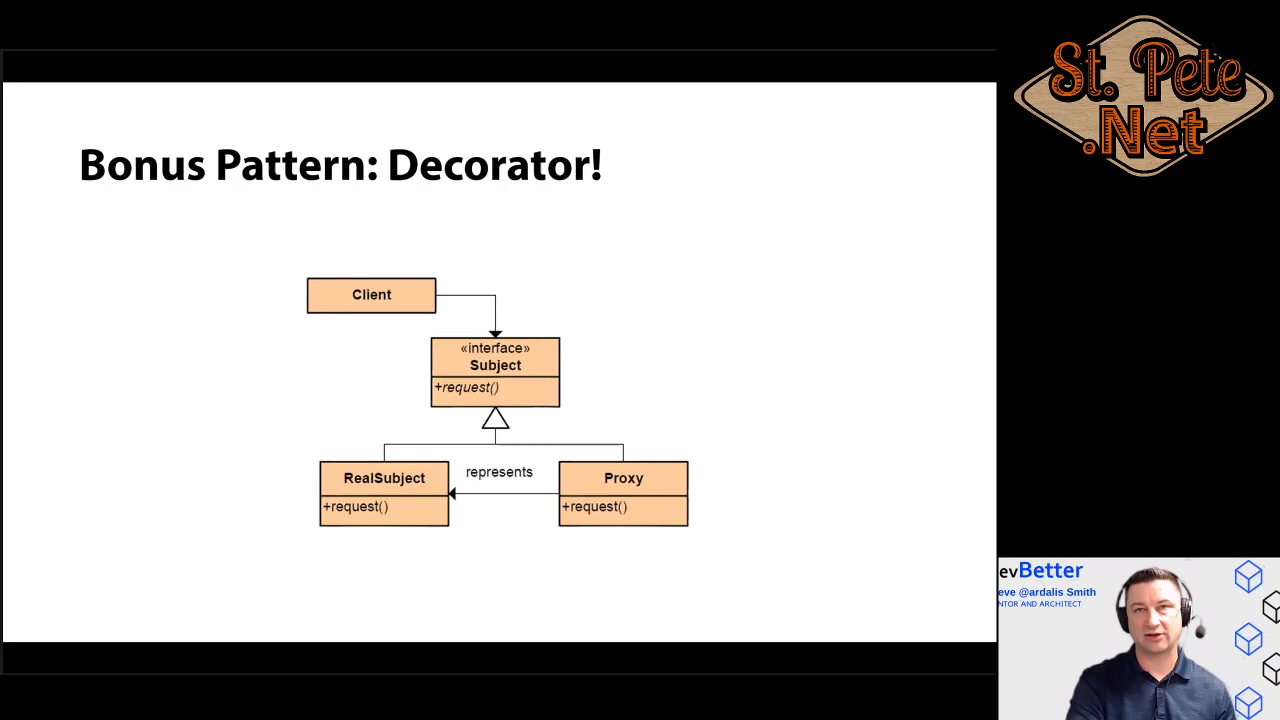 Bonus Pattern: Decorator!
Client
«interface»
Subject
+request()
RealSubject
+request()
represents
Proxy
+request()
St. Pete
.Net
evBetter
eve @ardalis Smith
NTOR AND ARCHITECT